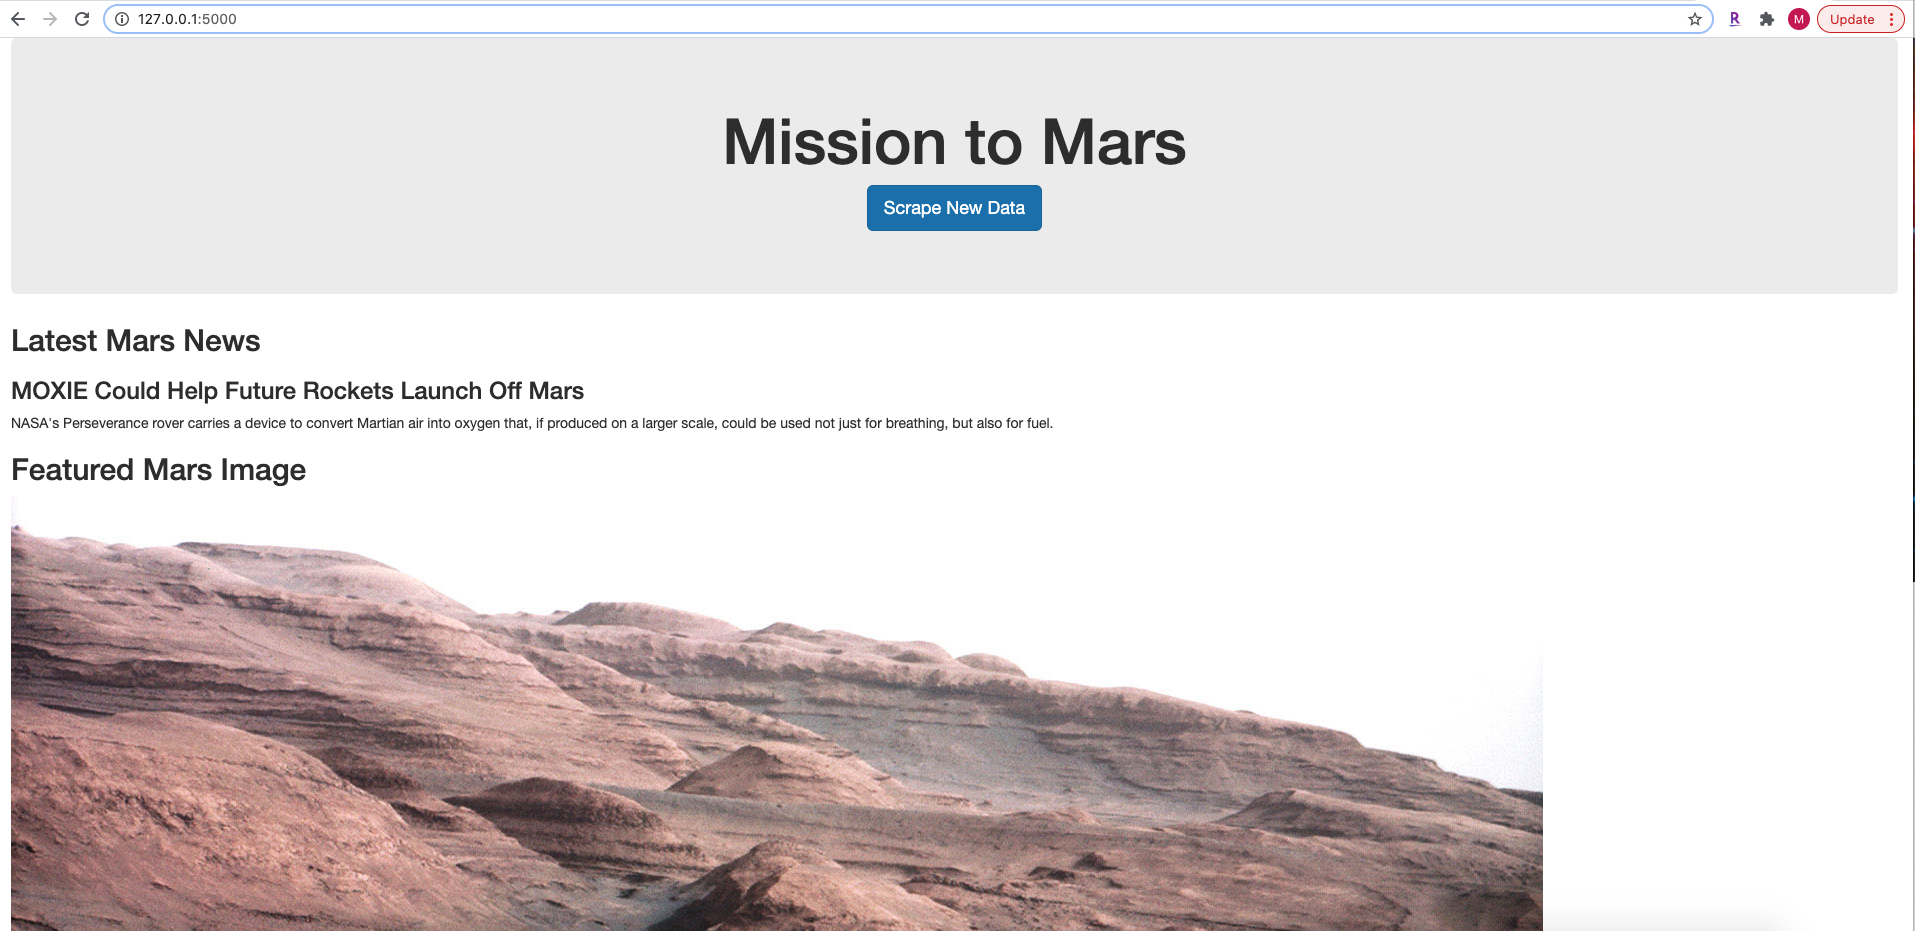 127.0.0.1:5000
R
M
Update
Mission to Mars
Scrape New Data
Latest Mars News
MOXIE Could Help Future Rockets Launch Off Mars
NASA's Perseverance rover carries a device to convert Martian air into oxygen that, if produced on a larger scale, could be used not just for breathing, but also for fuel.
Featured Mars Image